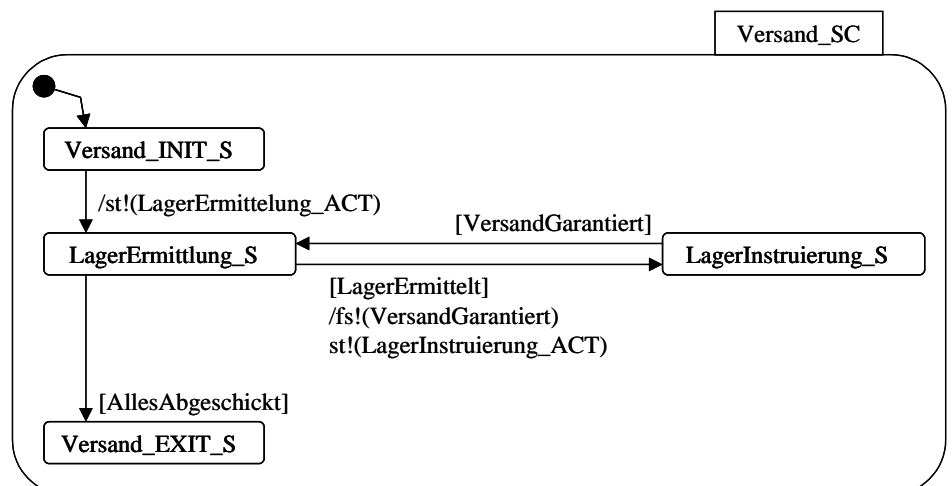 Versand_SC
Versand_INIT_S
/st!(LagerErmittelung_ACT)
[VersandGarantiert]
LagerErmittlung_S
LagerInstruierung_S
[LagerErmittelt]
/fs!(VersandGarantiert)
st!(LagerInstruierung_ACT)
[AllesAbgeschickt]
Versand_EXIT_S